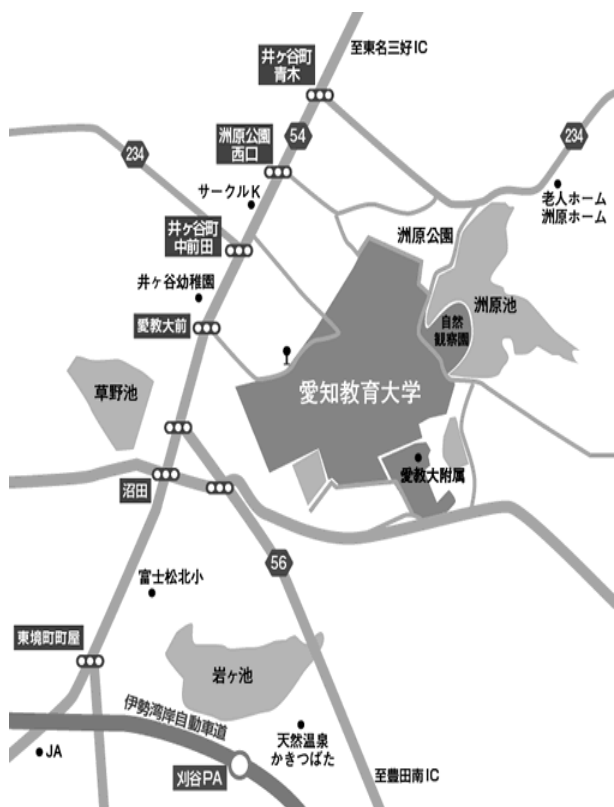 至東名三好IC
井ヶ谷町
青木
54
洲原公園
西口
234
234
サークルK
老人ホーム
洲原ホーム
井ヶ谷町
中前田
洲原公園
井ヶ谷幼稚園
洲原池
自然
観察園
愛教大前
愛知教育大学
草野池
愛教大附属
沼田
56
富士松北小
東境町町屋
岩ヶ池
伊勢湾岸自動車道
天然温泉
かきつばた
JA
刈谷PA
至豊田南IC